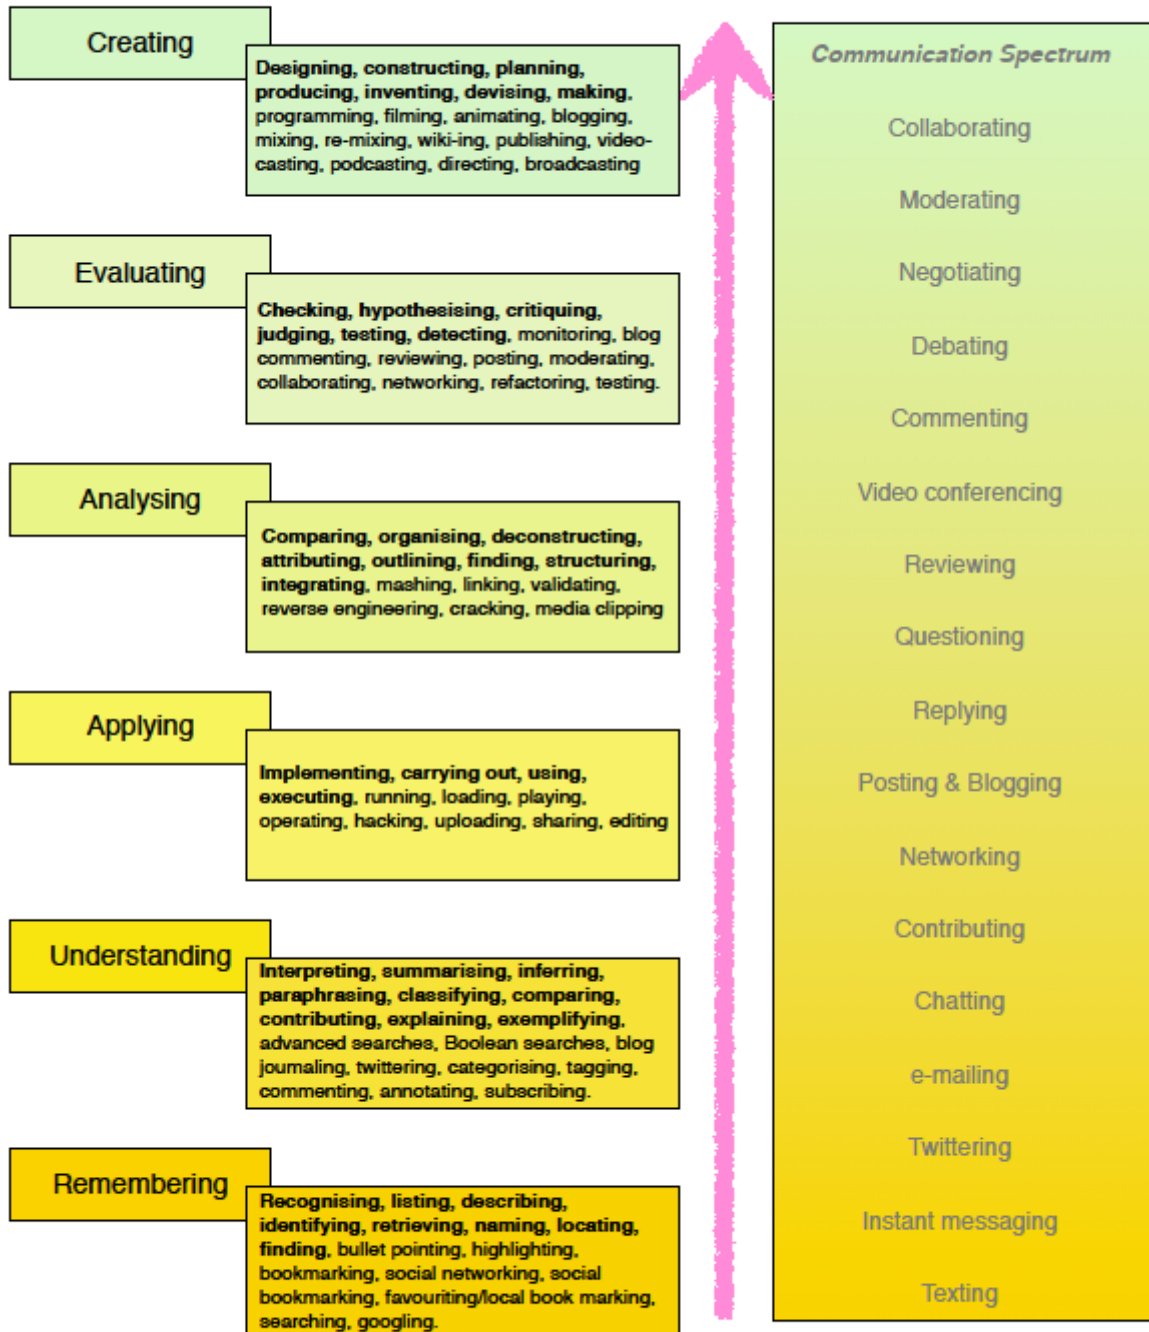 Creating
Designing, constructing, planning,
producing, inventing, devising, making,
programming, filming, animating, blogging,
mixing, re-mixing, wiki-ing, publishing, video-
casting, podcasting, directing, broadcasting
Evaluating
Checking, hypothesising, critiquing,
judging, testing, detecting, monitoring, blog
commenting, reviewing, posting, moderating,
collaborating, networking, refactoring, testing.
Analysing
Comparing, organising, deconstructing,
attributing, outlining, finding, structuring,
integrating, mashing, linking, validating,
reverse engineering, cracking, media clipping
Applying
Implementing, carrying out, using,
executing, running, loading, playing,
operating, hacking, uploading, sharing, editing
Understanding
Interpreting, summarising, inferring,
paraphrasing, classifying, comparing,
contributing, explaining, exemplifying,
advanced searches, Boolean searches, blog
journaling, twittering, categorising, tagging,
commenting, annotating, subscribing.
Remembering
Recognising, listing, describing,
identifying, retrieving, naming, locating,
finding, bullet pointing, highlighting,
bookmarking, social networking, social
bookmarking, favouriting/local book marking,
searching, googling.
Communication Spectrum
Collaborating
Moderating
Negotiating
Debating
Commenting
Video conferencing
Reviewing
Questioning
Replying
Posting & Blogging
Networking
Contributing
Chatting
e-mailing
Twittering
Instant messaging
Texting